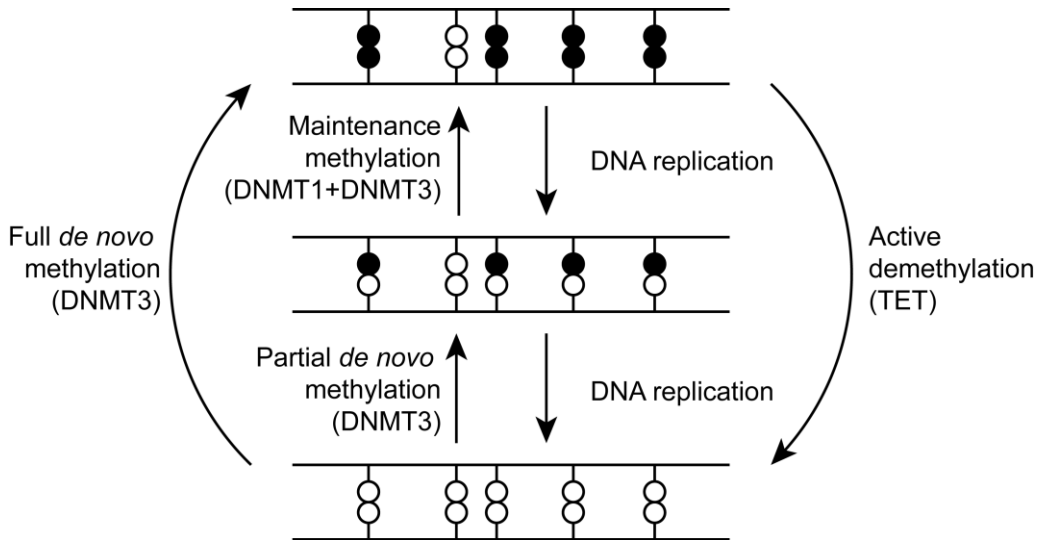 Maintenance
methylation
(DNMT1+DNMT3)
DNA replication
Full de novo
methylation
(DNMT3)
Active
demethylation
(TET)
Partial de novo
methylation
(DNMT3)
DNA replication